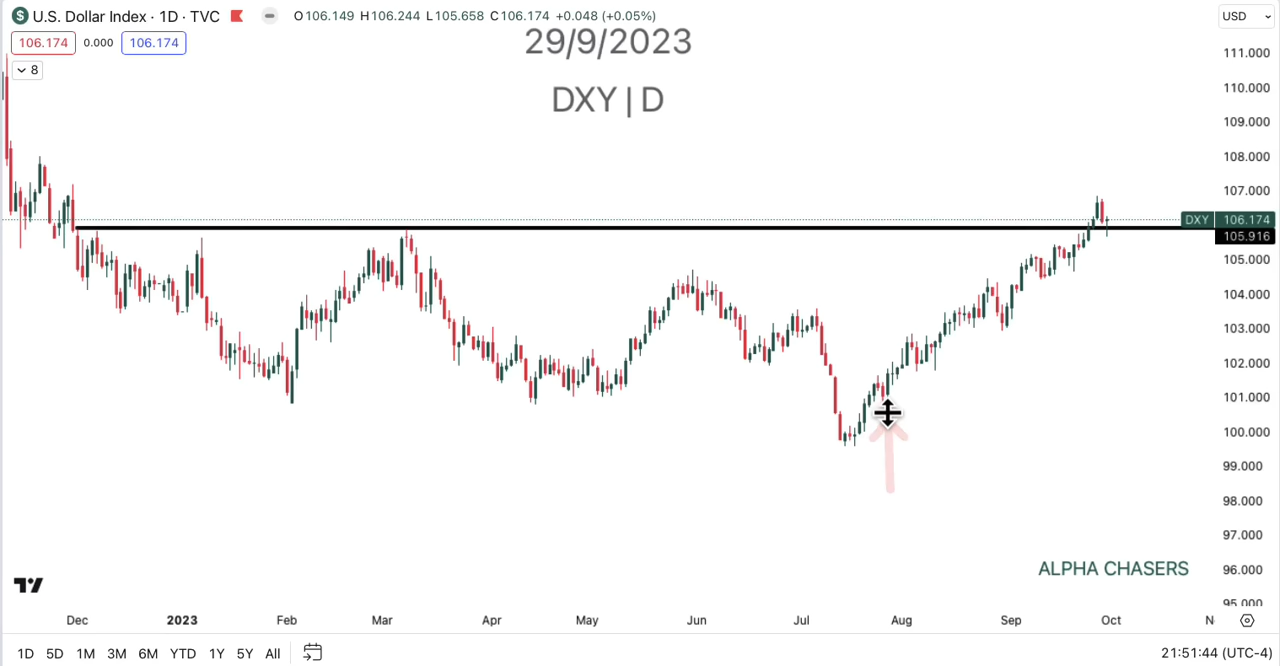 U.S. Dollar Index · 1D · TVC
O106.149 H106.244 L105.658 C106.174 +0.048 (+0.05%)
USD
106.174 0.000 106.174
29/9/2023
8
DXY | D
111.000
110.000
109.000
108.000
107.000
DXY 106.174
105.916
105.000
104.000
103.000
102.000
101.000
100.000
99.000
98.000
97.000
96.000
ALPHA CHASERS
95.000
Dec 2023 Feb Mar Apr May Jun Jul Aug Sep Oct N
1D 5D 1M 3M 6M YTD 1Y 5Y All
21:51:44 (UTC-4)